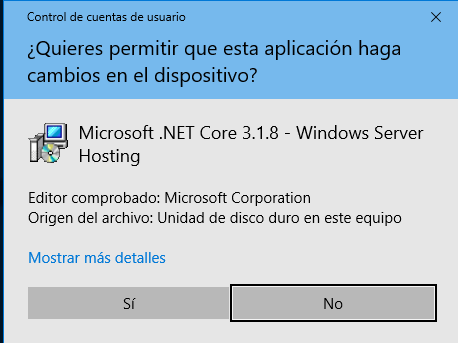 Control de cuentas de usuario
¿Quieres permitir que esta aplicación haga
cambios en el dispositivo?
Microsoft .NET Core 3.1.8 - Windows Server
Hosting
Editor comprobado: Microsoft Corporation
Origen del archivo: Unidad de disco duro en este equipo
Mostrar más detalles
Sí
No